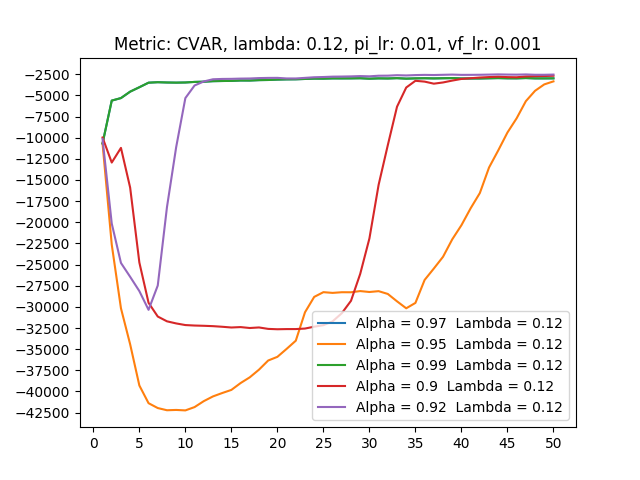 Metric: CVAR, lambda: 0.12, pi_lr: 0.01, vf_lr: 0.001
−2500
−5000
−7500
−10000
−12500
−15000
−17500
−20000
−22500
−25000
−27500
−30000
−32500
−35000
−37500
−40000
−42500
Alpha = 0.97  Lambda = 0.12
Alpha = 0.95  Lambda = 0.12
Alpha = 0.99  Lambda = 0.12
Alpha = 0.9  Lambda = 0.12
Alpha = 0.92  Lambda = 0.12
0 5 10 15 20 25 30 35 40 45 50